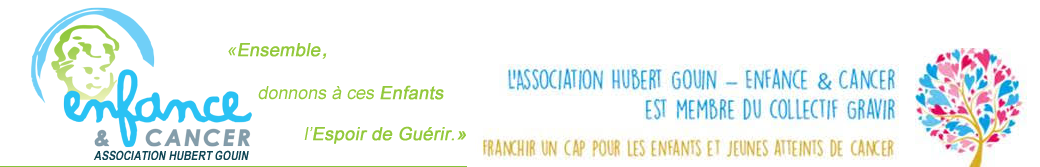 enfance
& CANCER
ASSOCIATION HUBERT GOUIN
«Ensemble,
donnons à ces Enfants
l'Espoir de Guérir.»
L'ASSOCIATION HUBERT GOUIN – ENFANCE & CANCER
EST MEMBRE DU COLLECTIF GRAVIR
FRANCHIR UN CAP POUR LES ENFANTS ET JEUNES ATTEINTS DE CANCER